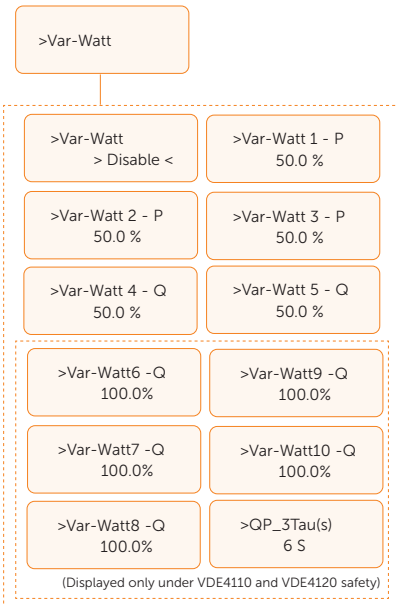 >Var-Watt
>Var-Watt
> Disable <
>Var-Watt 1 - P
50.0 %
>Var-Watt 2 - P
50.0 %
>Var-Watt 3 - P
50.0 %
>Var-Watt 4 - Q
50.0 %
>Var-Watt 5 - Q
50.0 %
>Var-Watt6 -Q
100.0%
>Var-Watt9 -Q
100.0%
>Var-Watt7 -Q
100.0%
>Var-Watt10 -Q
100.0%
>Var-Watt8 -Q
100.0%
>QP_3Tau(s)
6 S
(Displayed only under VDE4110 and VDE4120 safety)